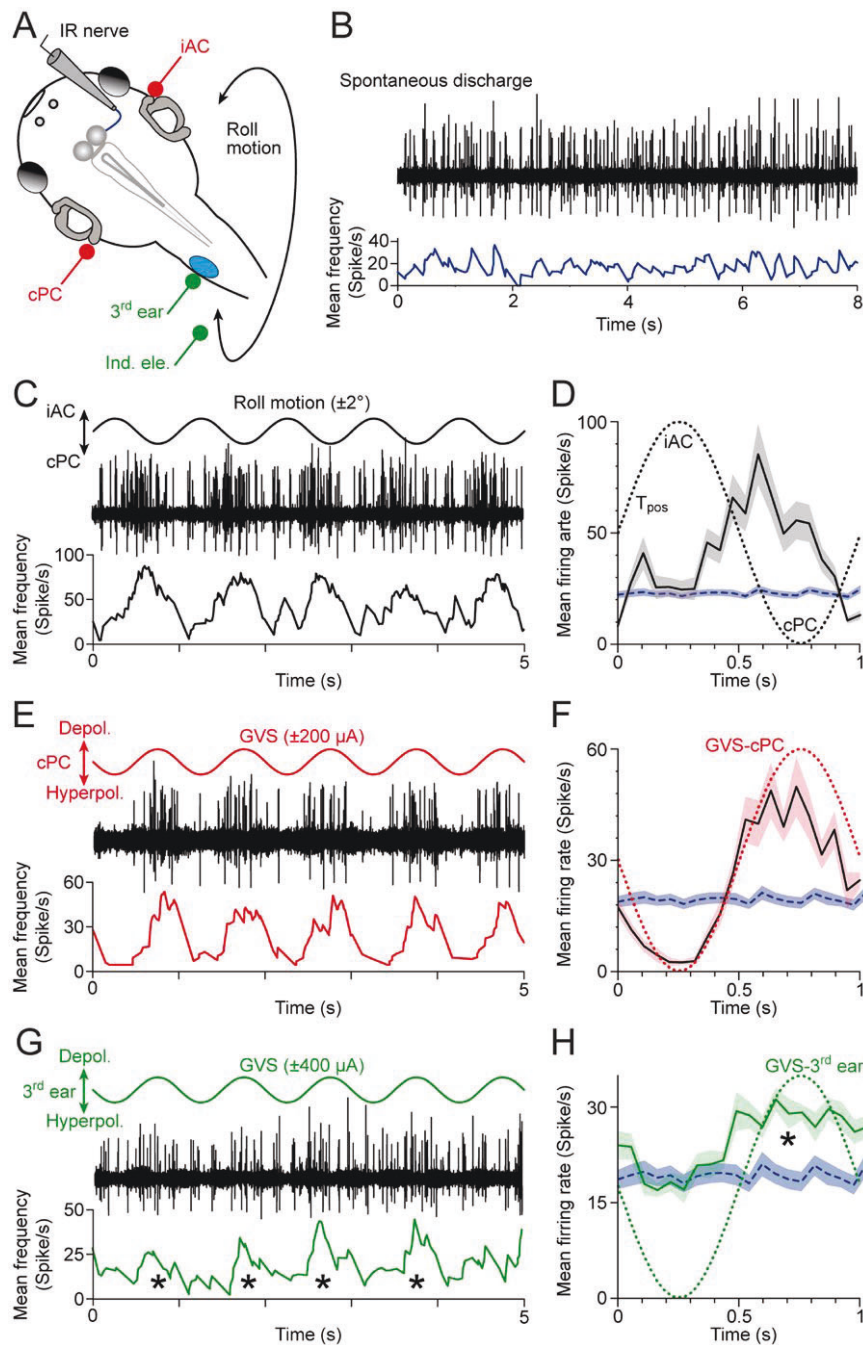 A
IR nerve
iAC
Roll
motion
cPC
3rd ear
Ind. ele.
B
Spontaneous discharge
Mean frequency
(Spike/s)
40
20
0
0 2 4 6 8
Time (s)
C
iAC
cPC
Roll motion (±2°)
Mean frequency
(Spike/s)
100
50
0
0 5
Time (s)
D
Mean firing arte (Spike/s)
100
50
0
iAC
Tpos
cPC
0 0.5 1
Time (s)
E
Depol.
cPC
Hyperpol.
GVS (±200 µA)
Mean frequency
(Spike/s)
60
30
0
0 5
Time (s)
F
GVS-cPC
Mean firing rate (Spike/s)
60
30
0
0 0.5 1
Time (s)
G
Depol.
3rd ear
Hyperpol.
GVS (±400 µA)
Mean frequency
(Spike/s)
50
25
0
* * * *
0 5
Time (s)
H
GVS-3rd ear
Mean firring rate (Spike/s)
30
15
0
*
0 0.5 1
Time (s)